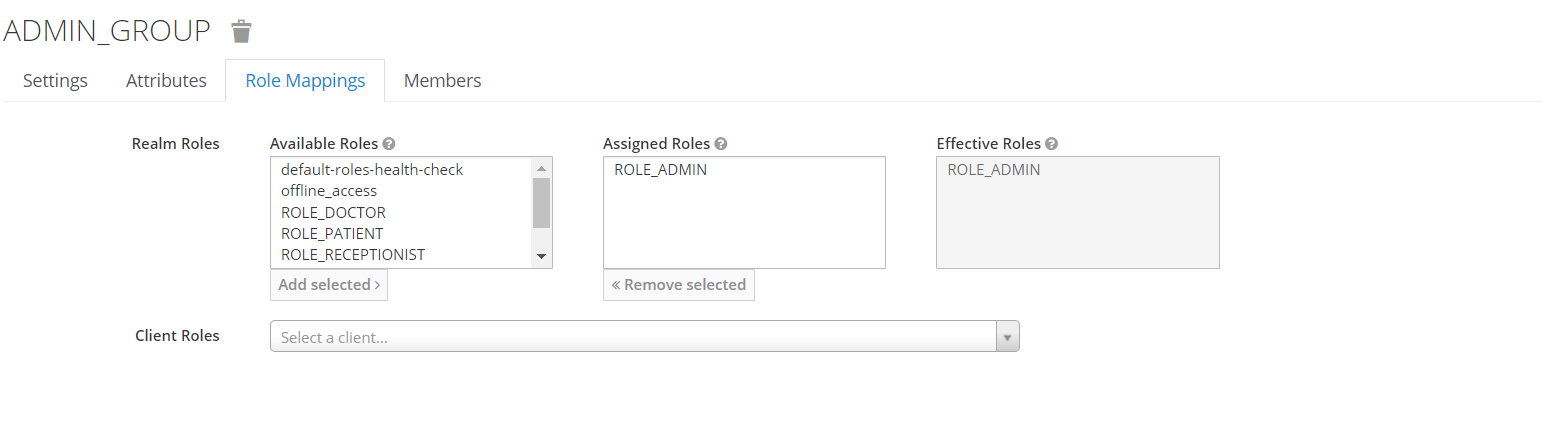 ADMIN_GROUP
Settings Attributes Role Mappings Members
Realm Roles Available Roles Assigned Roles Effective Roles
default-roles-health-check ROLE_ADMIN ROLE_ADMIN
offline_access
ROLE_DOCTOR
ROLE_PATIENT
ROLE_RECEPTIONIST
Add selected > « Remove selected
Client Roles Select a client...